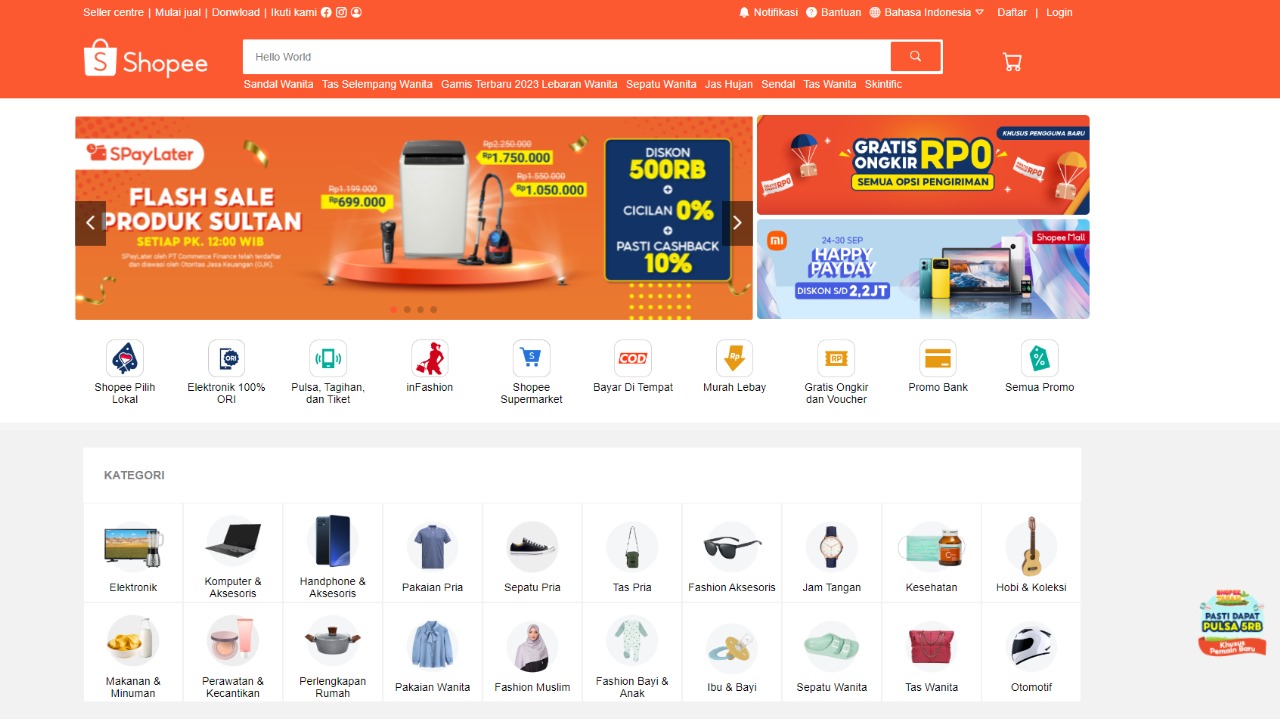 Seller centre | Mulai jual | Donwload | Ikuti kami
Notifikasi Bantuan Bahasa Indonesia Daftar | Login
S Shopee
Hello World
Sandal Wanita Tas Selempang Wanita Gamis Terbaru 2023 Lebaran Wanita Sepatu Wanita Jas Hujan Sendal Tas Wanita Skintific
SPayLater
FLASH SALE
PRODUK SULTAN
SETIAP PK. 12:00 WIB
SPayLater oleh PT Commerce Finance telah terdaftar
dan diawasi oleh Otoritas Jasa Keuangan (OJK).
Rp1.199.000
Rp699.000
Rp2.250.000
Rp1.750.000
Rp1.550.000
Rp1.050.000
DISKON
500RB
+
CICILAN 0%
+
PASTI CASHBACK
10%
KHUSUS PENGGUNA BARU
GRATIS
ONGKIR RP0
SEMUA OPSI PENGIRIMAN
mi
Shopee Mall
24-30 SEP
HAPPY
PAYDAY
DISKON S/D 2,2JT
ORI
S
COD
Rp
RP
%
Shopee Pilih
Lokal
Elektronik 100%
ORI
Pulsa, Tagihan,
dan Tiket
inFashion
Shopee
Supermarket
Bayar Di Tempat
Murah Lebay
Gratis Ongkir
dan Voucher
Promo Bank
Semua Promo
KATEGORI
Elektronik
Komputer &
Aksesoris
Handphone &
Aksesoris
Pakaian Pria
Sepatu Pria
Tas Pria
Fashion Aksesoris
Jam Tangan
Kesehatan
Hobi & Koleksi
Makanan &
Minuman
Perawatan &
Kecantikan
Perlengkapan
Rumah
Pakaian Wanita
Fashion Muslim
Fashion Bayi &
Anak
Ibu & Bayi
Sepatu Wanita
Tas Wanita
Otomotif
SHOPEE
TANAM
PASTI DAPAT
PULSA 5RB
Khusus
Pemain Baru